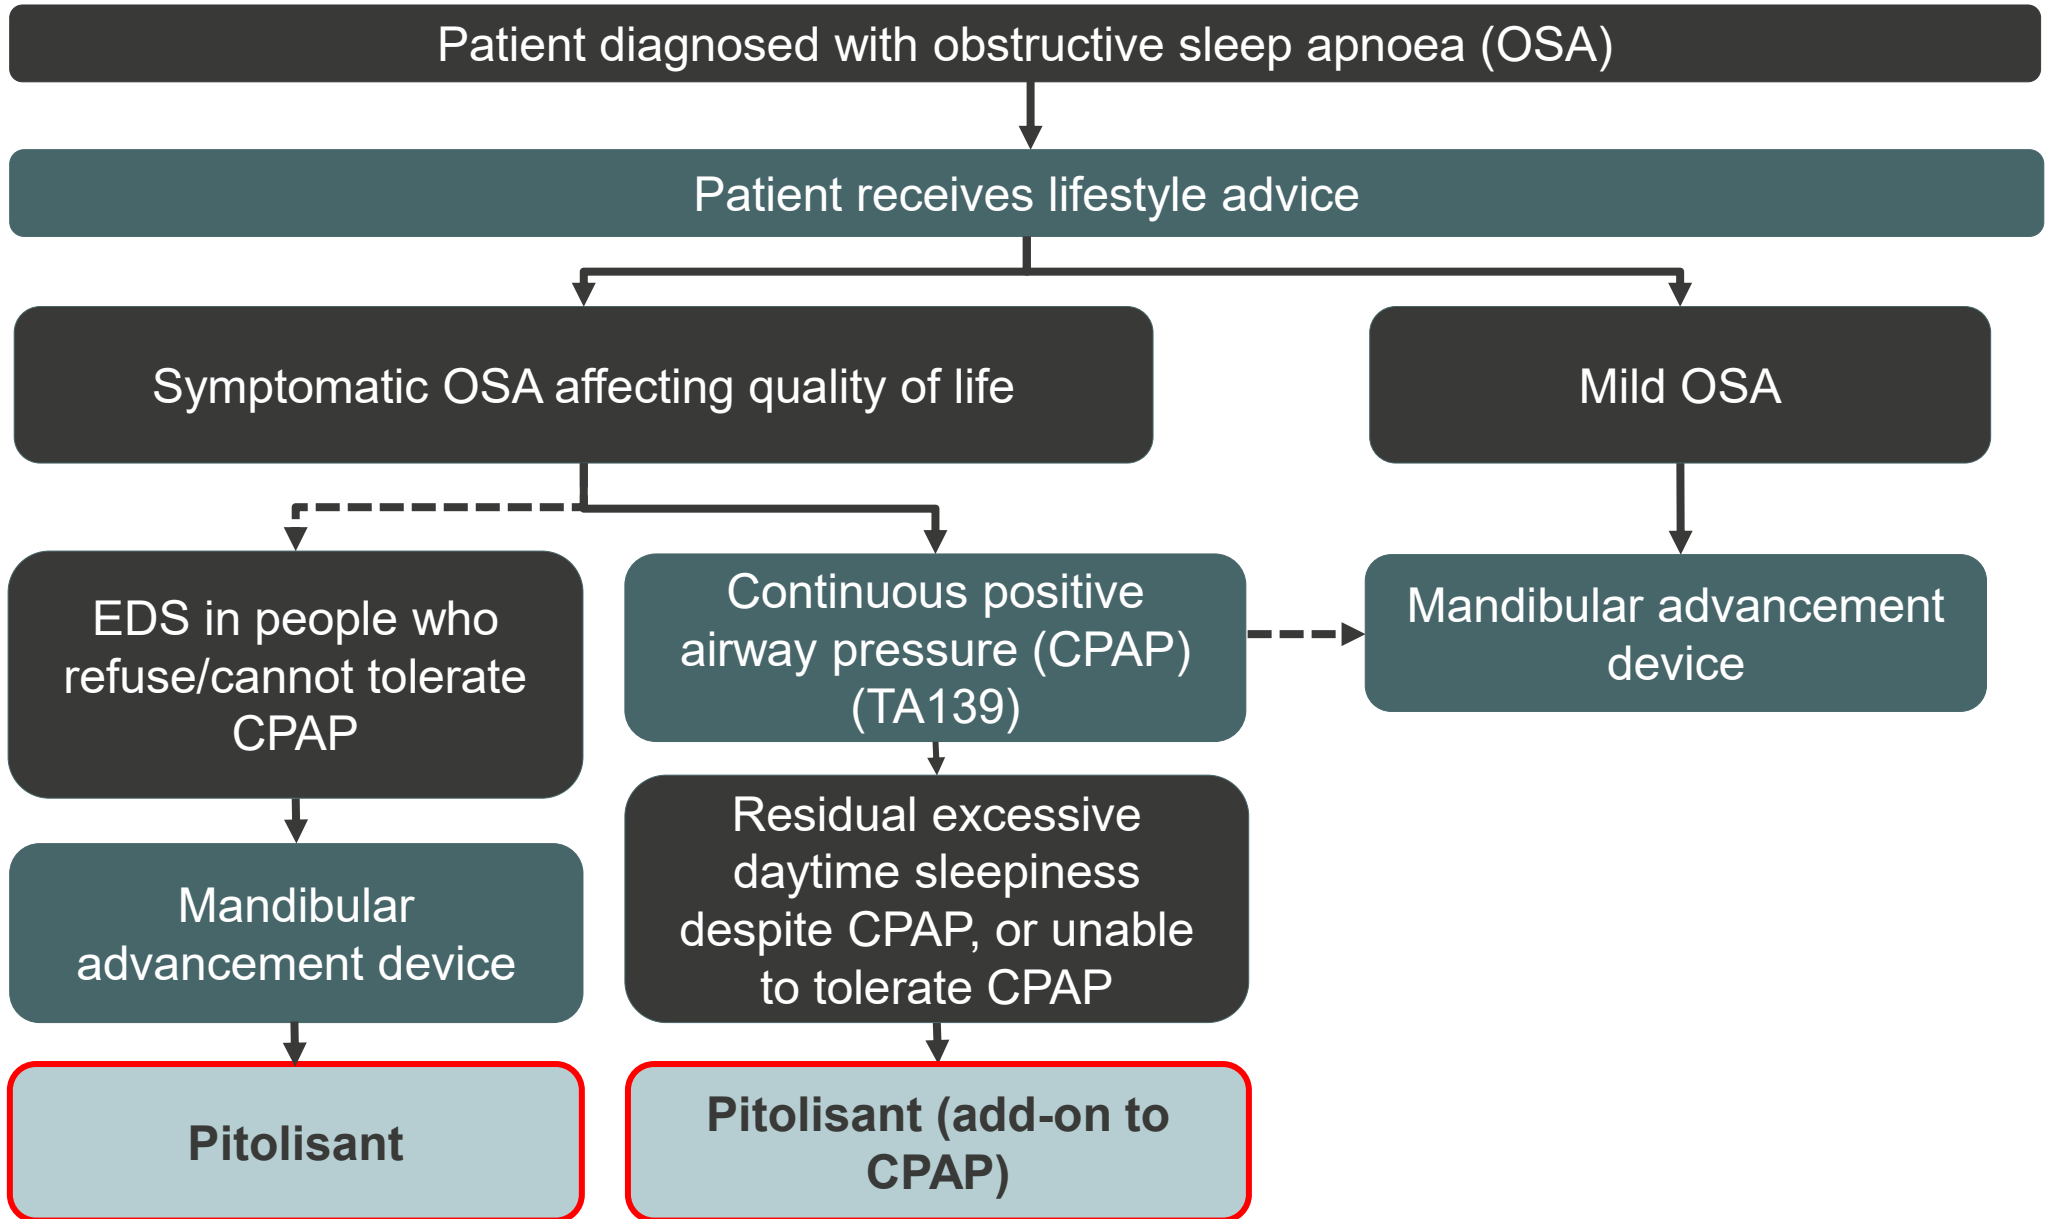 Patient diagnosed with obstructive sleep apnoea (OSA)
Patient receives lifestyle advice
Symptomatic OSA affecting quality of life
Mild OSA
EDS in people who
refuse/cannot tolerate
CPAP
Continuous positive
airway pressure (CPAP)
(TA139)
Mandibular advancement
device
Mandibular
advancement device
Residual excessive
daytime sleepiness
despite CPAP, or unable
to tolerate CPAP
Pitolisant
Pitolisant (add-on to
CPAP)